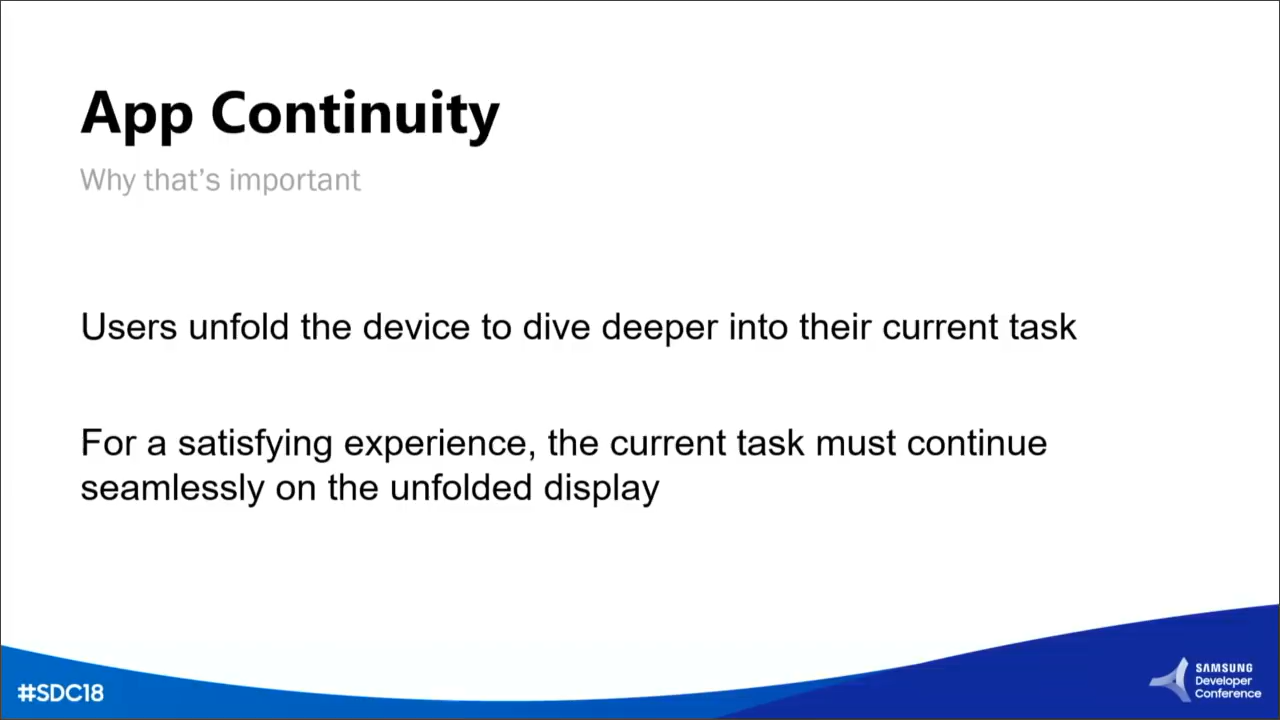 App Continuity
Why that’s important
Users unfold the device to dive deeper into their current task
For a satisfying experience, the current task must continue
seamlessly on the unfolded display
#SDC18
SAMSUNG
Developer
Conference